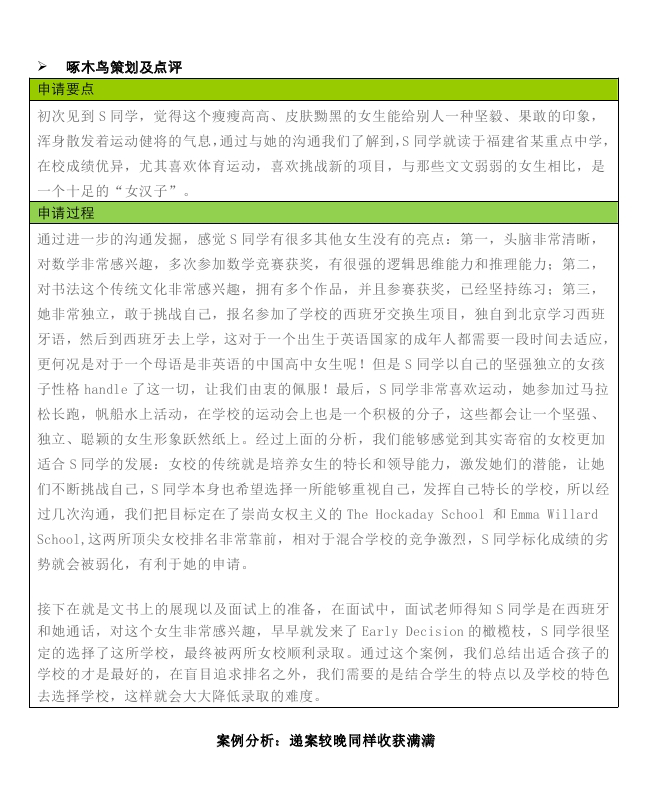 ➢ 啄木鸟策划及点评
申请要点
初次见到 S 同学，觉得这个瘦瘦高高、皮肤黝黑的女生能给别人一种坚毅、果敢的印象，
浑身散发着运动健将的气息,通过与她的沟通我们了解到,S 同学就读于福建省某重点中学，
在校成绩优异，尤其喜欢体育运动，喜欢挑战新的项目，与那些文文弱弱的女生相比，是
一个十足的“女汉子”。
申请过程
通过进一步的沟通发掘，感觉 S 同学有很多其他女生没有的亮点：第一，头脑非常清晰，
对数学非常感兴趣，多次参加数学竞赛获奖，有很强的逻辑思维能力和推理能力；第二，
对书法这个传统文化非常感兴趣，拥有多个作品，并且参赛获奖，已经坚持练习；第三，
她非常独立，敢于挑战自己，报名参加了学校的西班牙交换生项目，独自到北京学习西班
牙语，然后到西班牙去上学，这对于一个出生于英语国家的成年人都需要一段时间去适应，
更何况是对于一个母语是非英语的中国高中女生呢！但是 S 同学以自己的坚强独立的女孩
子性格 handle 了这一切，让我们由衷的佩服！最后，S 同学非常喜欢运动，她参加过马拉
松长跑，帆船水上活动，在学校的运动会上也是一个积极的分子，这些都会让一个坚强、
独立、聪颖的女生形象跃然纸上。经过上面的分析，我们能够感觉到其实寄宿的女校更加
适合 S 同学的发展：女校的传统就是培养女生的特长和领导能力，激发她们的潜能，让她
们不断挑战自己，S 同学本身也希望选择一所能够重视自己，发挥自己特长的学校，所以经
过几次沟通，我们把目标定在了崇尚女权主义的 The Hockaday School 和 Emma Willard
School,这两所顶尖女校排名非常靠前，相对于混合学校的竞争激烈，S 同学标化成绩的劣
势就会被弱化，有利于她的申请。
接下在就是文书上的展现以及面试上的准备，在面试中，面试老师得知 S 同学是在西班牙
和她通话，对这个女生非常感兴趣，早早就发来了 Early Decision 的橄榄枝，S 同学很坚
定的选择了这所学校，最终被两所女校顺利录取。通过这个案例，我们总结出适合孩子的
学校的才是最好的，在盲目追求排名之外，我们需要的是结合学生的特点以及学校的特色
去选择学校，这样就会大大降低录取的难度。
案例分析：递案较晚同样收获满满